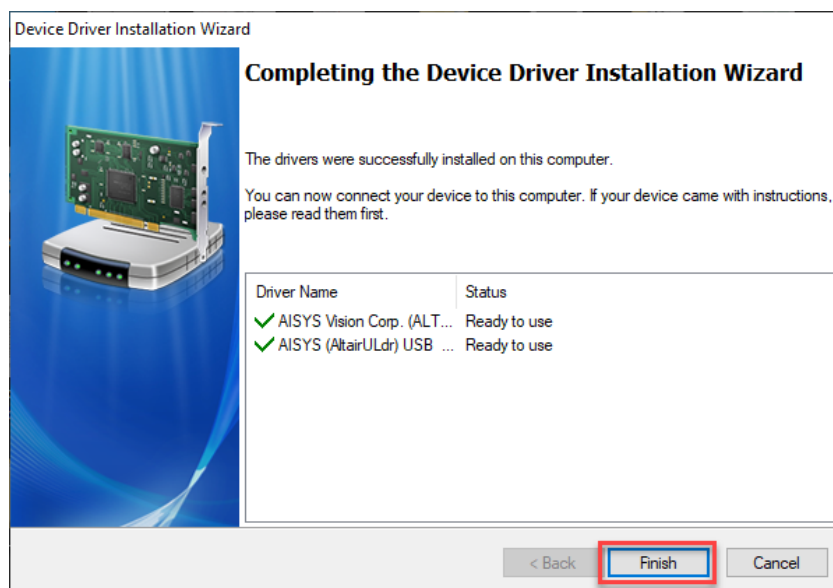 Device Driver Installation Wizard
Completing the Device Driver Installation Wizard
The drivers were successfully installed on this computer.
You can now connect your device to this computer. If your device came with instructions,
please read them first.
Driver Name Status
AISYS Vision Corp. (ALT... Ready to use
AISYS (AltairULdr) USB ... Ready to use
< Back Finish Cancel